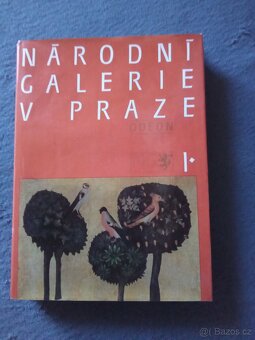 NÁRODNÍ
GALERIE
V PRAZE
ODEON
I·
Bazos.cz